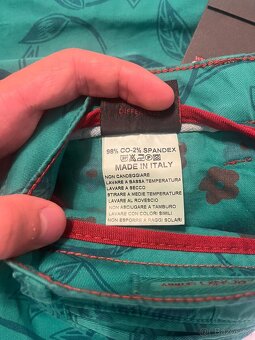 98% CO-2% SPANDEX
MADE IN ITALY
NON CANDEGGIARE
LAVARE A BASSA TEMPERATURA
LAVARE A SECCO
STIRARE A MEDIE TEMPERATURE
LAVARE AL ROVESCIO
NON ASCIUGARE A TAMBURO
LAVARE CON COLORI SIMILI
NON ESPORRE A RAGGI SOLARI